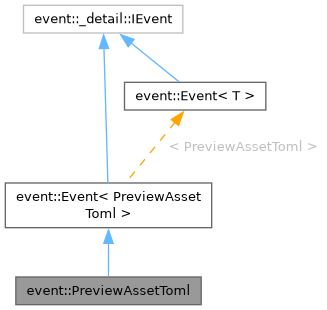 event::_detail::IEvent
event::Event< T >
< PreviewAssetToml >
event::Event< PreviewAsset
Toml >
event::PreviewAssetToml